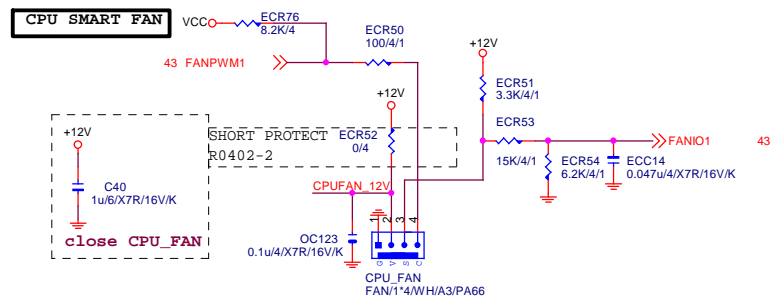 CPU SMART FAN
VCC
ECR76
8.2K/4
ECR50
100/4/1
43 FANPWM1
+12V
ECR51
3.3K/4/1
+12V
SHORT PROTECT
R0402-2
ECR52
0/4
ECR53
15K/4/1
FANIO1 43
ECR54
6.2K/4/1
ECC14
0.047u/4/X7R/16V/K
+12V
C40
1u/6/X7R/16V/K
close CPU_FAN
CPUFAN_12V
OC123
0.1u/4/X7R/16V/K
1 2 3 4
G V S C
CPU_FAN
FAN/1*4/WH/A3/PA66